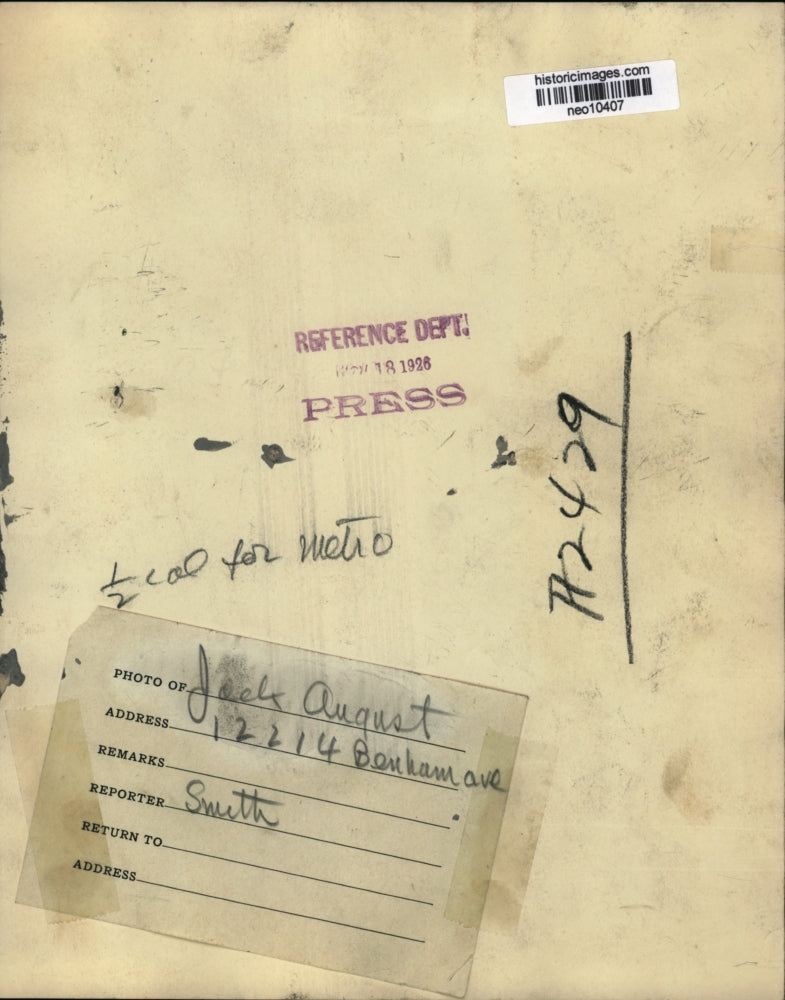 historicimages.com
neo10407
REFERENCE DEPT.
NOV 18 1926
PRESS
H2429
½ col for metro
PHOTO OF Jack August
ADDRESS 12214 Benham ave
REMARKS
REPORTER Smith
RETURN TO
ADDRESS